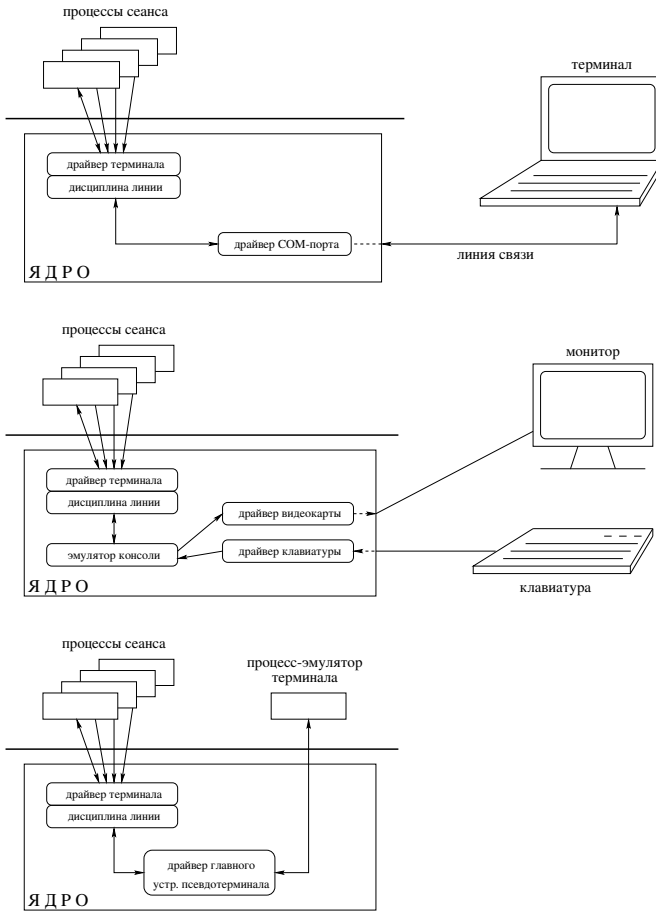 процессы сеанса
терминал
драйвер терминала
дисциплина линии
драйвер COM-порта
линия связи
ЯДРО
процессы сеанса
монитор
драйвер терминала
дисциплина линии
драйвер видеокарты
эмулятор консоли
драйвер клавиатуры
ЯДРО
клавиатура
процессы сеанса
процесс-эмулятор
терминала
драйвер терминала
дисциплина линии
драйвер главного
устр. псевдотерминала
ЯДРО